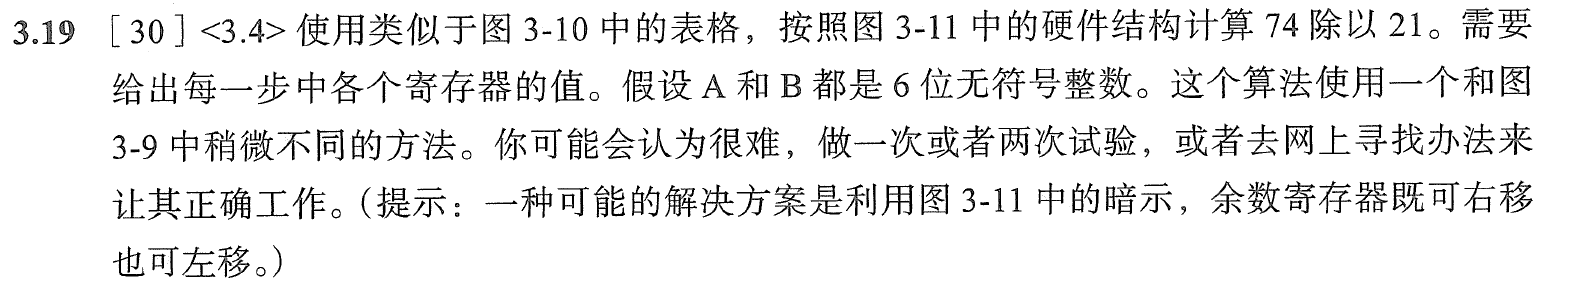 3.19 ［30］<3.4> 使用类似于图 3-10 中的表格，按照图 3-11 中的硬件结构计算 74 除以 21。需要
给出每一步中各个寄存器的值。假设 A 和 B 都是 6 位无符号整数。这个算法使用一个和图
3-9 中稍微不同的方法。你可能会认为很难，做一次或者两次试验，或者去网上寻找办法来
让其正确工作。（提示：一种可能的解决方案是利用图 3-11 中的暗示，余数寄存器既可右移
也可左移。）